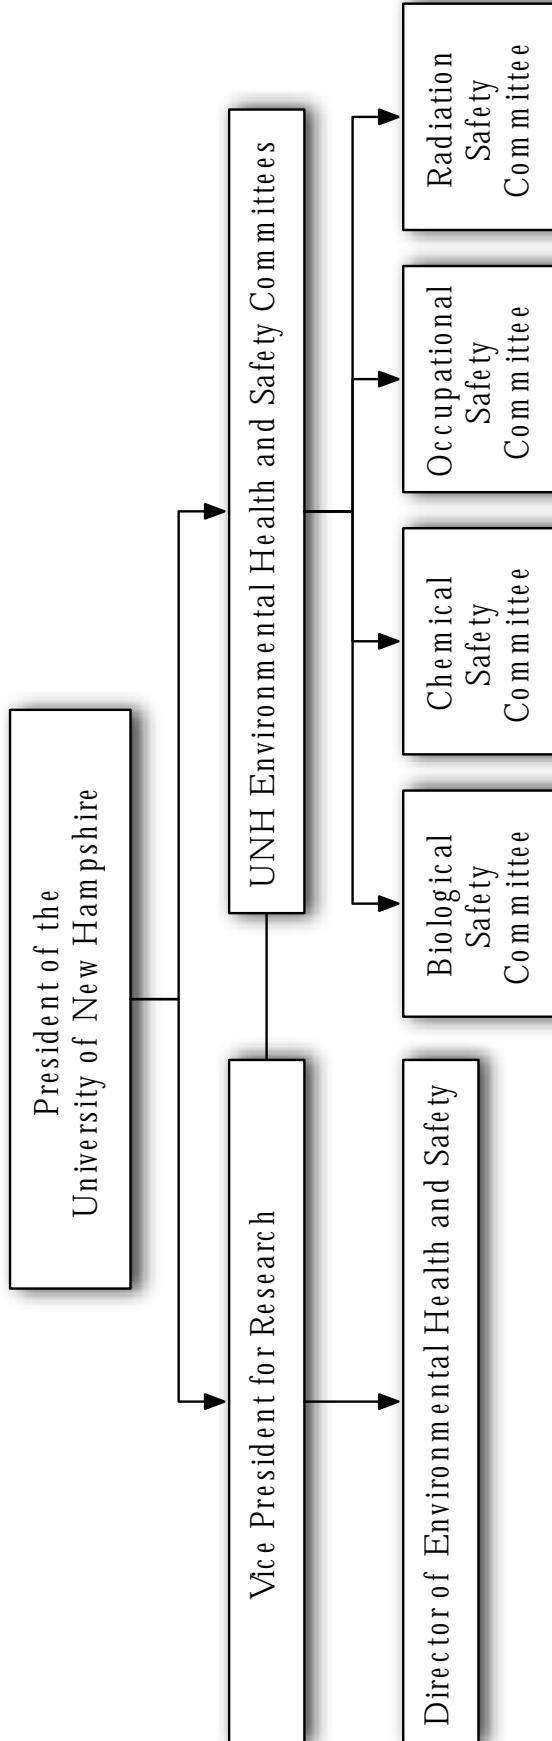 President of the
University of New Hampshire
Vice President for Research
UNH Environmental Health and Safety Committees
Director of Environmental Health and Safety
Biological
Safety
Committee
Chemical
Safety
Committee
Occupational
Safety
Committee
Radiation
Safety
Committee